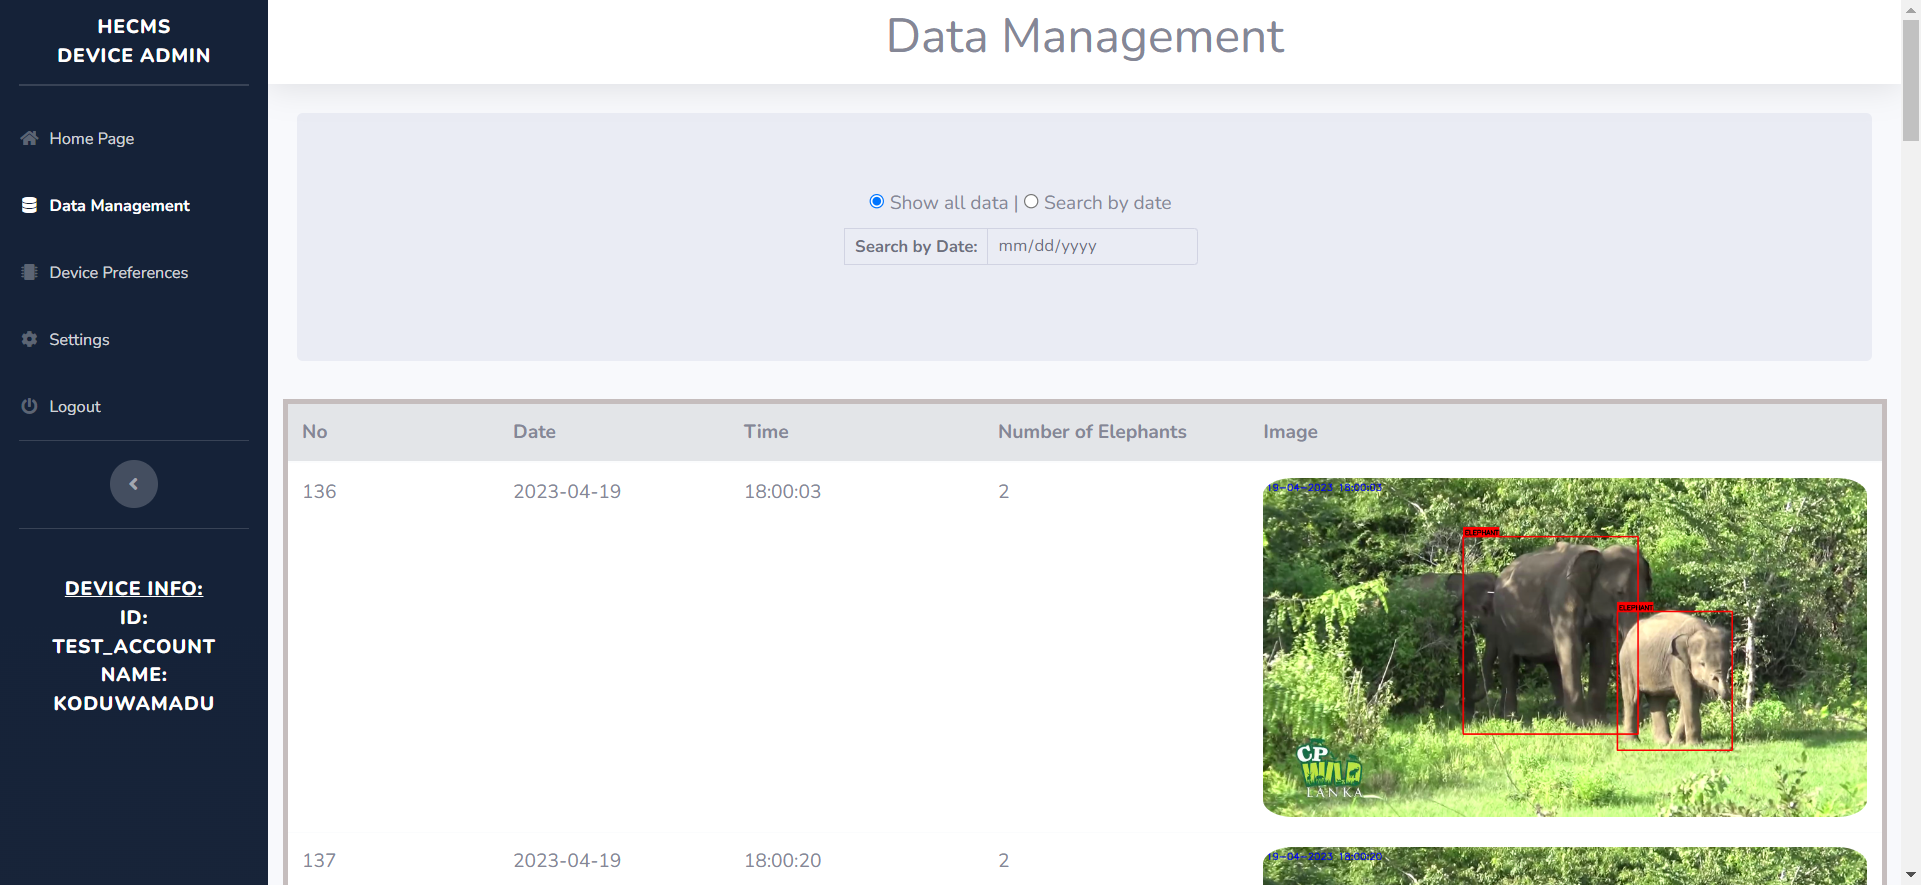 HECMS
DEVICE ADMIN
Home Page
Data Management
Device Preferences
Settings
Logout
DEVICE INFO:
ID:
TEST_ACCOUNT
NAME:
KODUWAMADU
Data Management
Show all data | Search by date
Search by Date: mm/dd/yyyy
No Date Time Number of Elephants Image
136 2023-04-19 18:00:03 2
19-04-2023 18:00:03
ELEPHANT
ELEPHANT
CP
WILD
LANKA
137 2023-04-19 18:00:20 2
19-04-2023 18:00:20